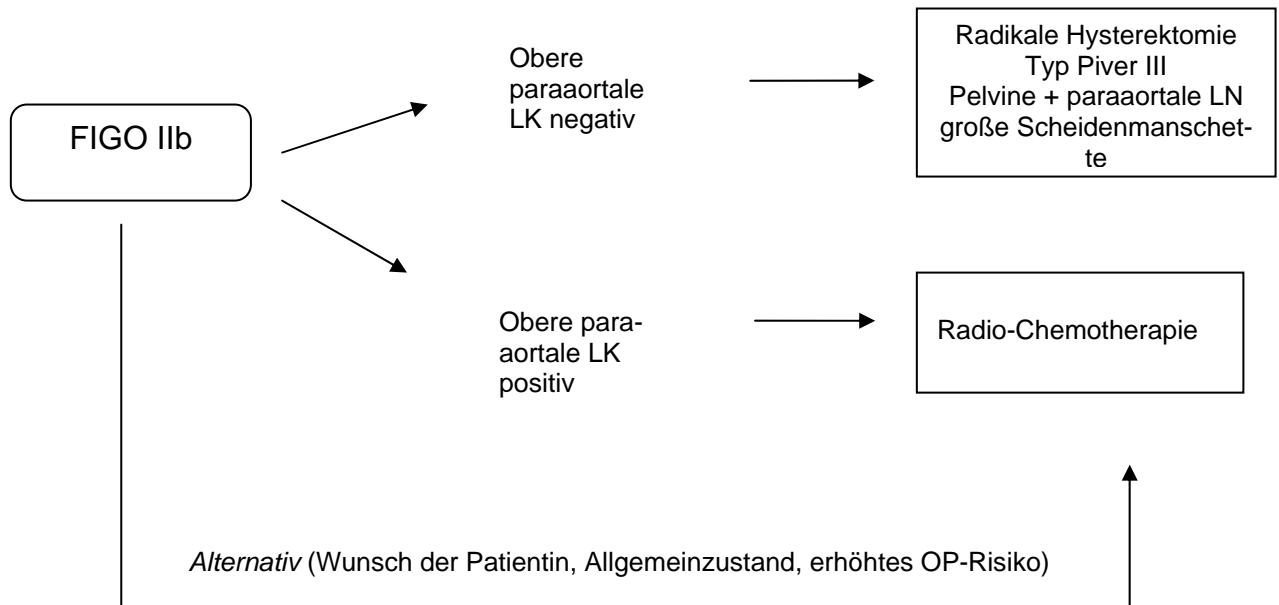 FIGO IIb
Obere
paraaortale
LK negativ
Radikale Hysterektomie
Typ Piver III
Pelvine + paraaortale LN
große Scheidenmanschet-
te
Obere para-
aortale LK
positiv
Radio-Chemotherapie
Alternativ (Wunsch der Patientin, Allgemeinzustand, erhöhtes OP-Risiko)